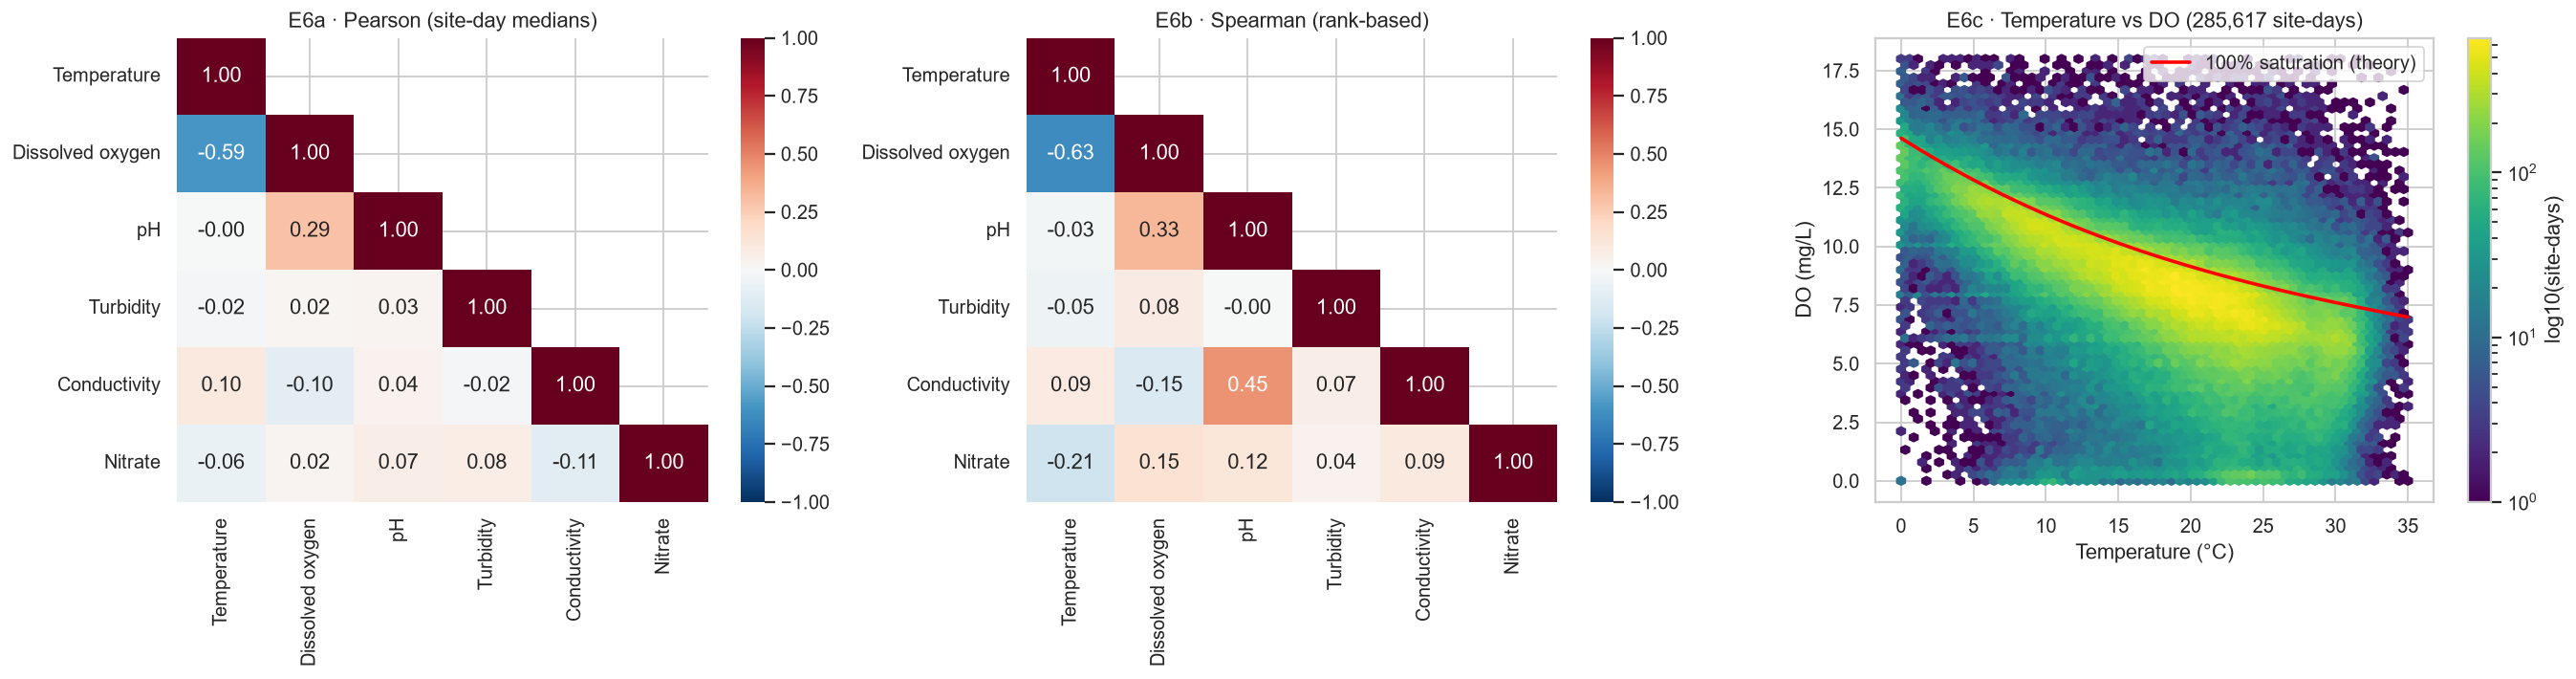 E6a · Pearson (site-day medians)
Temperature
Dissolved oxygen
pH
Turbidity
Conductivity
Nitrate
1.00
-0.59 1.00
-0.00 0.29 1.00
-0.02 0.02 0.03 1.00
0.10 -0.10 0.04 -0.02 1.00
-0.06 0.02 0.07 0.08 -0.11 1.00
Temperature
Dissolved oxygen
pH
Turbidity
Conductivity
Nitrate
1.00
0.75
0.50
0.25
0.00
−0.25
−0.50
−0.75
−1.00
E6b · Spearman (rank-based)
Temperature
Dissolved oxygen
pH
Turbidity
Conductivity
Nitrate
1.00
-0.63 1.00
-0.03 0.33 1.00
-0.05 0.08 -0.00 1.00
0.09 -0.15 0.45 0.07 1.00
-0.21 0.15 0.12 0.04 0.09 1.00
Temperature
Dissolved oxygen
pH
Turbidity
Conductivity
Nitrate
1.00
0.75
0.50
0.25
0.00
−0.25
−0.50
−0.75
−1.00
E6c · Temperature vs DO (285,617 site-days)
100% saturation (theory)
DO (mg/L)
17.5
15.0
12.5
10.0
7.5
5.0
2.5
0.0
0 5 10 15 20 25 30 35
Temperature (°C)
10²
10¹
10⁰
log10(site-days)